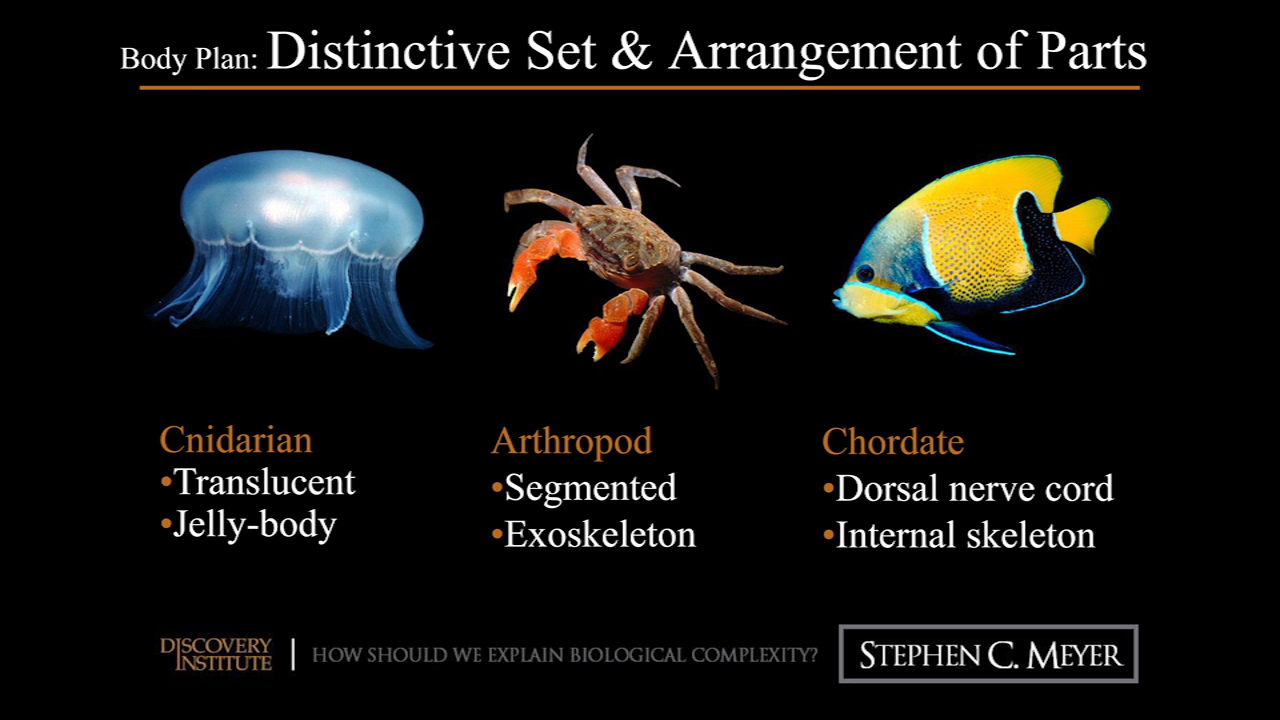 Body Plan: Distinctive Set & Arrangement of Parts
Cnidarian
•Translucent
•Jelly-body
Arthropod
•Segmented
•Exoskeleton
Chordate
•Dorsal nerve cord
•Internal skeleton
DISCOVERY
INSTITUTE
HOW SHOULD WE EXPLAIN BIOLOGICAL COMPLEXITY?
STEPHEN C. MEYER